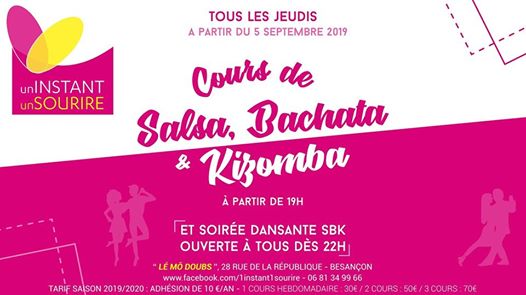 TOUS LES JEUDIS
A PARTIR DU 5 SEPTEMBRE 2019
unINSTANT
unSOURIRE
Cours de
Salsa, Bachata
& Kizomba
À PARTIR DE 19H
ET SOIRÉE DANSANTE SBK
OUVERTE À TOUS DÈS 22H
" LÉ MÔ DOUBS ", 28 RUE DE LA RÉPUBLIQUE - BESANÇON
www.facebook.com/1instant1sourire - 06 81 34 99 66
TARIF SAISON 2019/2020 : ADHÉSION DE 10 €/AN - 1 COURS HEBDOMADAIRE : 30€ / 2 COURS : 50€ / 3 COURS : 70€